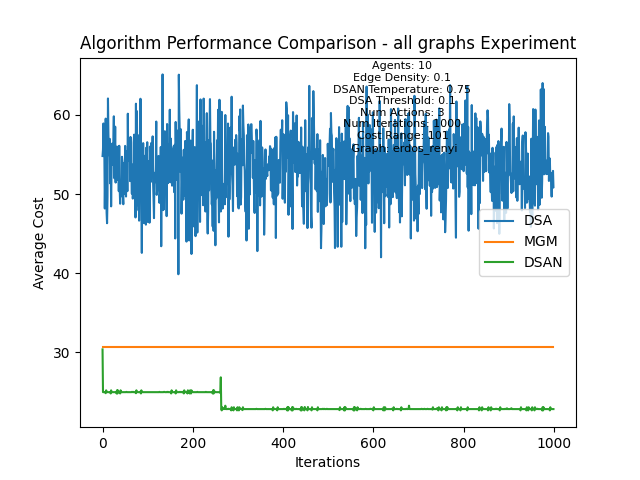 Algorithm Performance Comparison - all graphs Experiment
Agents: 10
Edge Density: 0.1
DSAN Temperature: 0.75
DSA Threshold: 0.1
Num Actions: 3
Num Iterations: 1000
Cost Range: 101
Graph: erdos_renyi
60
50
40
30
Average Cost
DSA
MGM
DSAN
0
200
400
600
800
1000
Iterations